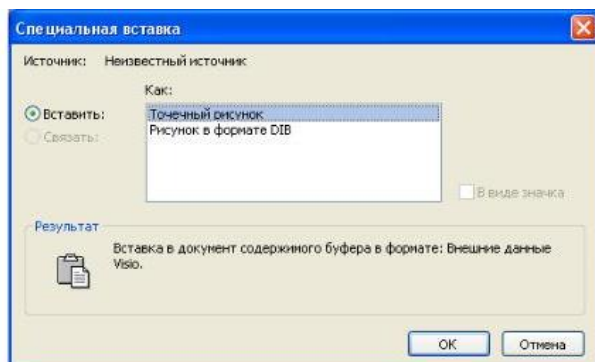 Специальная вставка
Источник: Неизвестный источник
Как:
Вставить:
Точечный рисунок
Связать:
Рисунок в формате DIB
В виде значка
Результат
Вставка в документ содержимого буфера в формате: Внешние данные
Visio.
OK
Отмена